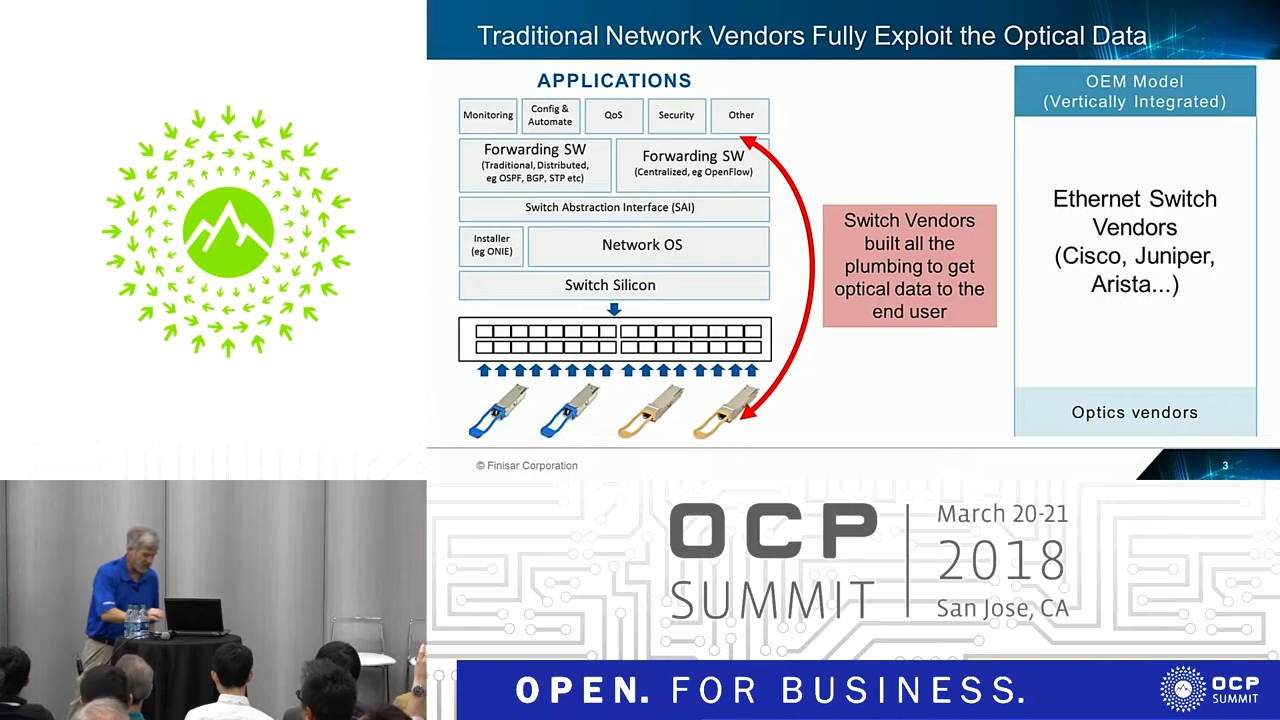 Traditional Network Vendors Fully Exploit the Optical Data
APPLICATIONS
Monitoring
Config &
Automate
QoS
Security
Other
Forwarding SW
(Traditional, Distributed,
eg OSPF, BGP, STP etc)
Forwarding SW
(Centralized, eg OpenFlow)
Switch Abstraction Interface (SAI)
Installer
(eg ONIE)
Network OS
Switch Silicon
Switch Vendors
built all the
plumbing to get
optical data to the
end user
OEM Model
(Vertically Integrated)
Ethernet Switch
Vendors
(Cisco, Juniper,
Arista...)
Optics vendors
© Finisar Corporation
3
OCP
SUMMIT
March 20-21
2018
San Jose, CA
OPEN. FOR BUSINESS.
OCP
SUMMIT